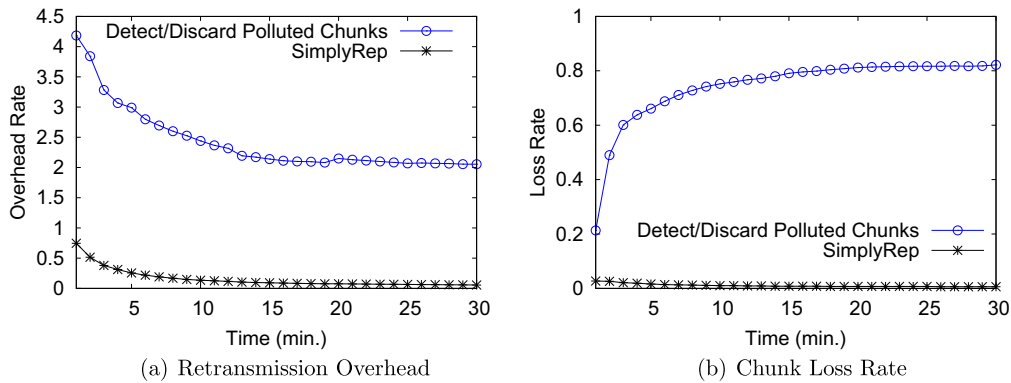 Detect/Discard Polluted Chunks
SimplyRep
4.5
4
3.5
3
2.5
2
1.5
1
0.5
0
Overhead Rate
5
10
15
20
25
30
Time (min.)
(a) Retransmission Overhead
1
0.8
0.6
0.4
0.2
0
Loss Rate
Detect/Discard Polluted Chunks
SimplyRep
5
10
15
20
25
30
Time (min.)
(b) Chunk Loss Rate